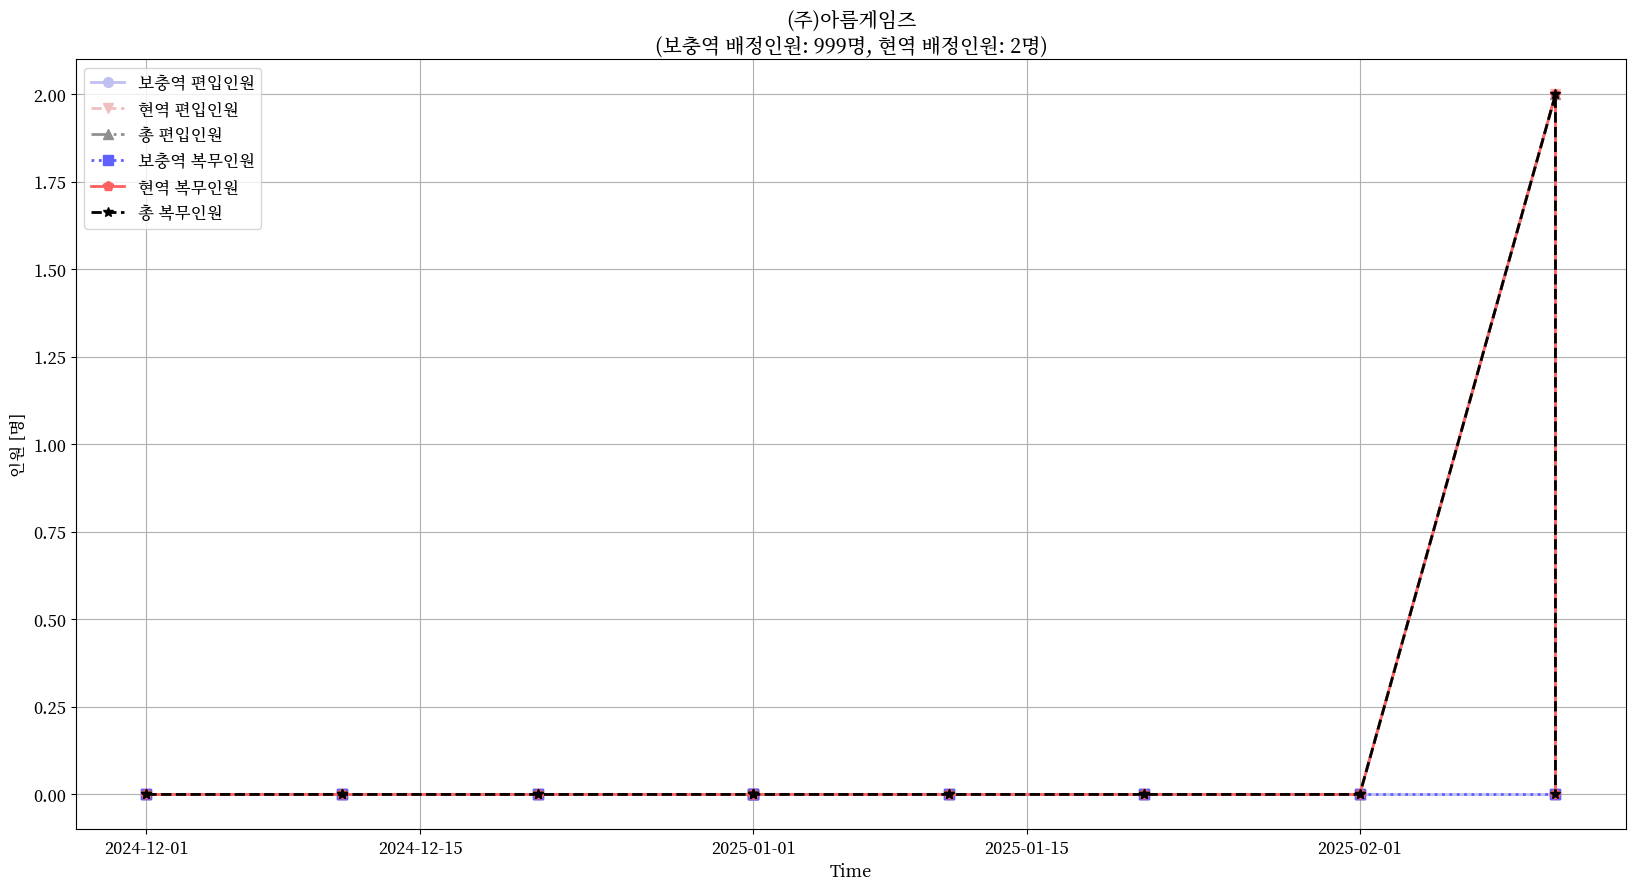 (주)아름게임즈
(보충역 배정인원: 999명, 현역 배정인원: 2명)
보충역 편입인원
현역 편입인원
총 편입인원
보충역 복무인원
현역 복무인원
총 복무인원
2.00
1.75
1.50
1.25
1.00
0.75
0.50
0.25
0.00
인원 [명]
2024-12-01
2024-12-15
2025-01-01
2025-01-15
2025-02-01
Time